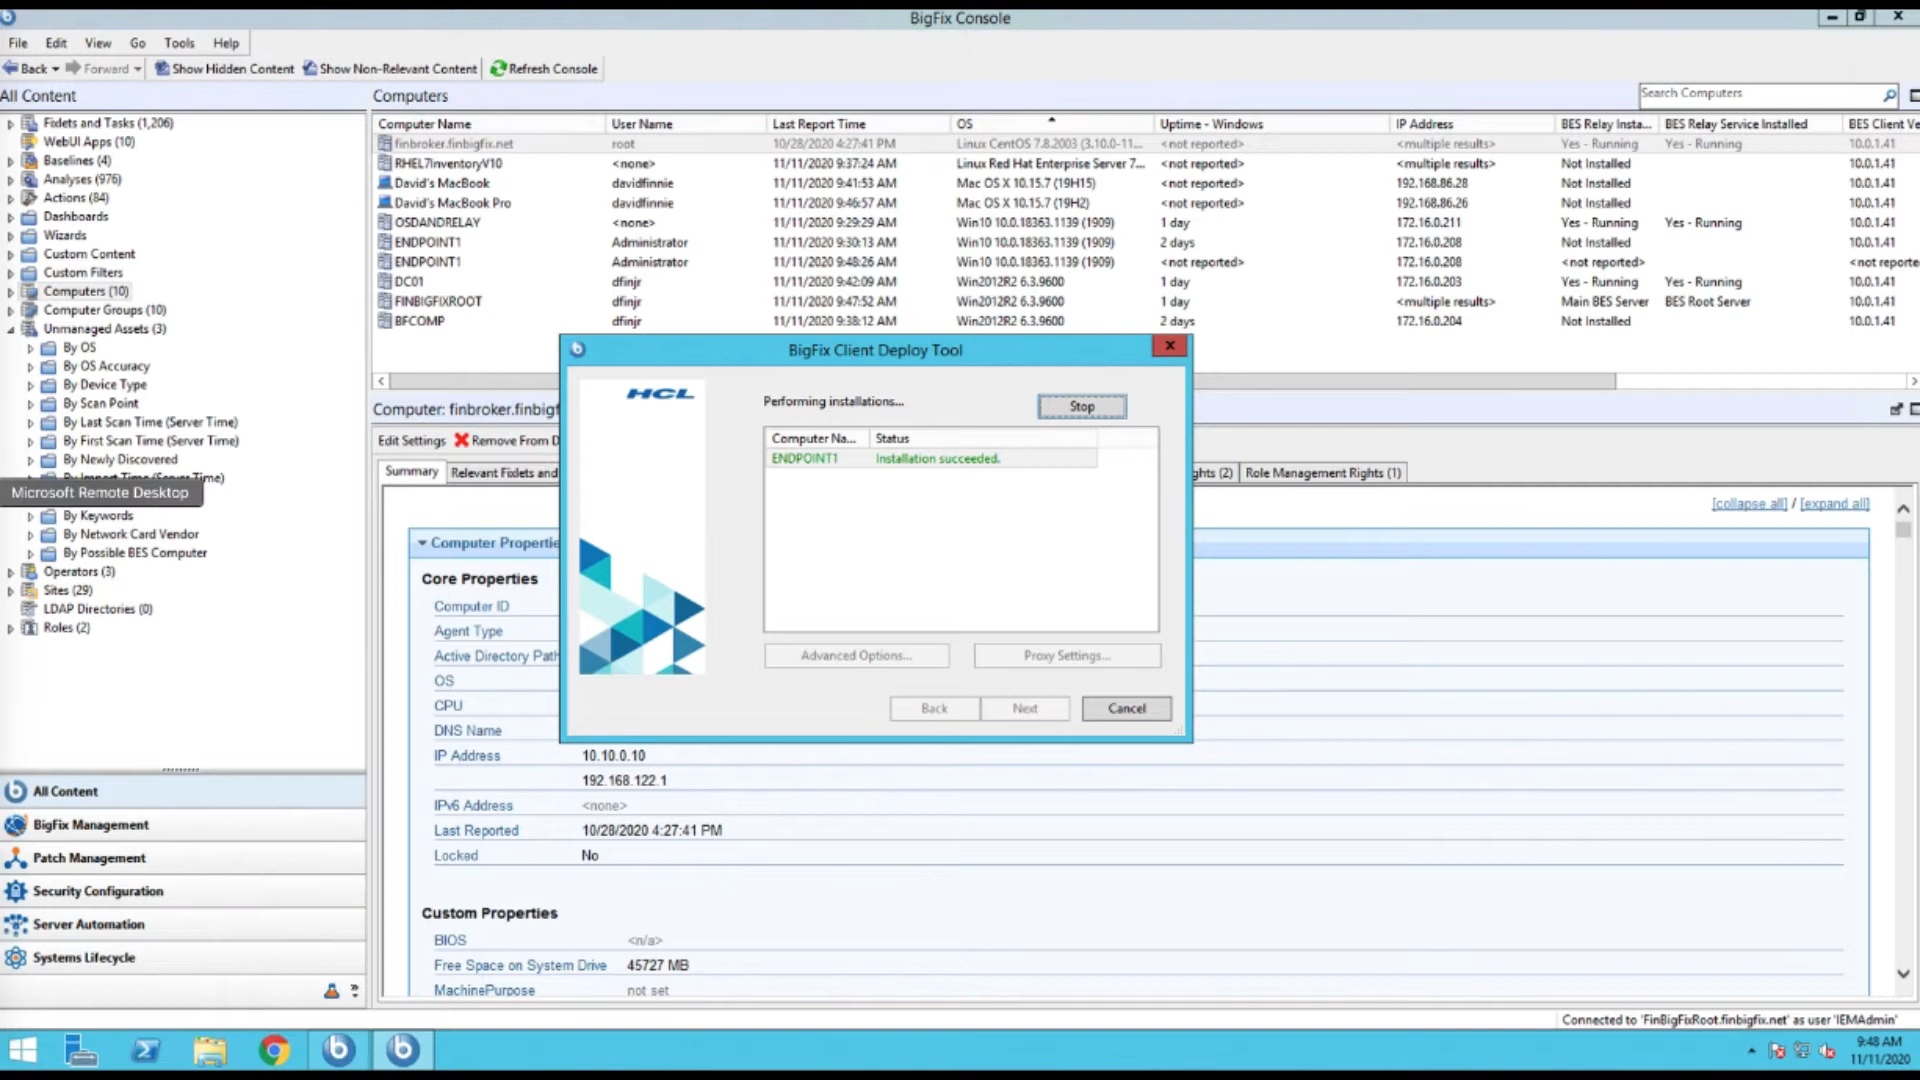 BigFix Console
File Edit View Go Tools Help
Back Forward Show Hidden Content Show Non-Relevant Content Refresh Console
All Content
Fixlets and Tasks (1,206)
WebUI Apps (10)
Baselines (4)
Analyses (976)
Actions (84)
Dashboards
Wizards
Custom Content
Custom Filters
Computers (10)
Computer Groups (10)
Unmanaged Assets (3)
By OS
By OS Accuracy
By Device Type
By Scan Point
By Last Scan Time (Server Time)
By First Scan Time (Server Time)
By Newly Discovered
By Import Time (Server Time)
Microsoft Remote Desktop
By Keywords
By Network Card Vendor
By Possible BES Computer
Operators (3)
Sites (29)
LDAP Directories (0)
Roles (2)
All Content
BigFix Management
Patch Management
Security Configuration
Server Automation
Systems Lifecycle
Computers
Search Computers
Computer Name User Name Last Report Time OS Uptime - Windows IP Address BES Relay Insta... BES Relay Service Installed BES Client Ve
finbroker.finbigfix.net root 10/28/2020 4:27:41 PM Linux CentOS 7.8.2003 (3.10.0-11... <not reported> <multiple results> Yes - Running Yes - Running 10.0.1.41
RHEL7InventoryV10 <none> 11/11/2020 9:37:24 AM Linux Red Hat Enterprise Server 7... <not reported> <multiple results> Not Installed 10.0.1.41
David's MacBook davidfinnie 11/11/2020 9:41:53 AM Mac OS X 10.15.7 (19H15) <not reported> 192.168.86.28 Not Installed 10.0.1.41
David's MacBook Pro davidfinnie 11/11/2020 9:46:57 AM Mac OS X 10.15.7 (19H2) <not reported> 192.168.86.26 Not Installed 10.0.1.41
OSDANDRELAY <none> 11/11/2020 9:29:29 AM Win10 10.0.18363.1139 (1909) 1 day 172.16.0.211 Yes - Running Yes - Running 10.0.1.41
ENDPOINT1 Administrator 11/11/2020 9:30:13 AM Win10 10.0.18363.1139 (1909) 2 days 172.16.0.208 Not Installed 10.0.1.41
ENDPOINT1 Administrator 11/11/2020 9:48:26 AM Win10 10.0.18363.1139 (1909) <not reported> 172.16.0.208 <not reported> <not reporte
DC01 dfinjr 11/11/2020 9:42:09 AM Win2012R2 6.3.9600 1 day 172.16.0.203 Yes - Running Yes - Running 10.0.1.41
FINBIGFIXROOT dfinjr 11/11/2020 9:47:52 AM Win2012R2 6.3.9600 1 day <multiple results> Main BES Server BES Root Server 10.0.1.41
BFCOMP dfinjr 11/11/2020 9:38:12 AM Win2012R2 6.3.9600 2 days 172.16.0.204 Not Installed 10.0.1.41
Computer: finbroker.finbigf
Edit Settings Remove From D
Summary Relevant Fixlets and ghts (2) Role Management Rights (1)
[collapse all] / [expand all]
Computer Propertie
Core Properties
Computer ID
Agent Type
Active Directory Path
OS
CPU
DNS Name
IP Address 10.10.0.10
192.168.122.1
IPv6 Address <none>
Last Reported 10/28/2020 4:27:41 PM
Locked No
Custom Properties
BIOS <n/a>
Free Space on System Drive 45727 MB
MachinePurpose not set
BigFix Client Deploy Tool
HCL
Performing installations...
Stop
Computer Na... Status
ENDPOINT1 Installation succeeded.
Advanced Options... Proxy Settings...
Back Next Cancel
Connected to 'FinBigFixRoot.finbigfix.net' as user 'IEMAdmin'
9:48 AM
11/11/2020